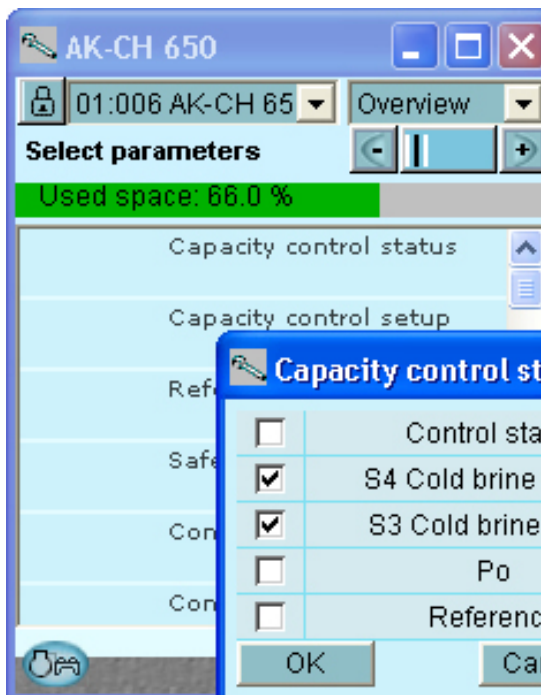 AK-CH 650
01:006 AK-CH 65
Overview
Select parameters
-
+
Used space: 66.0 %
Capacity control status
Capacity control setup
Capacity control st
Control sta
S4 Cold brine
S3 Cold brine
Po
Referenc
OK
Ca